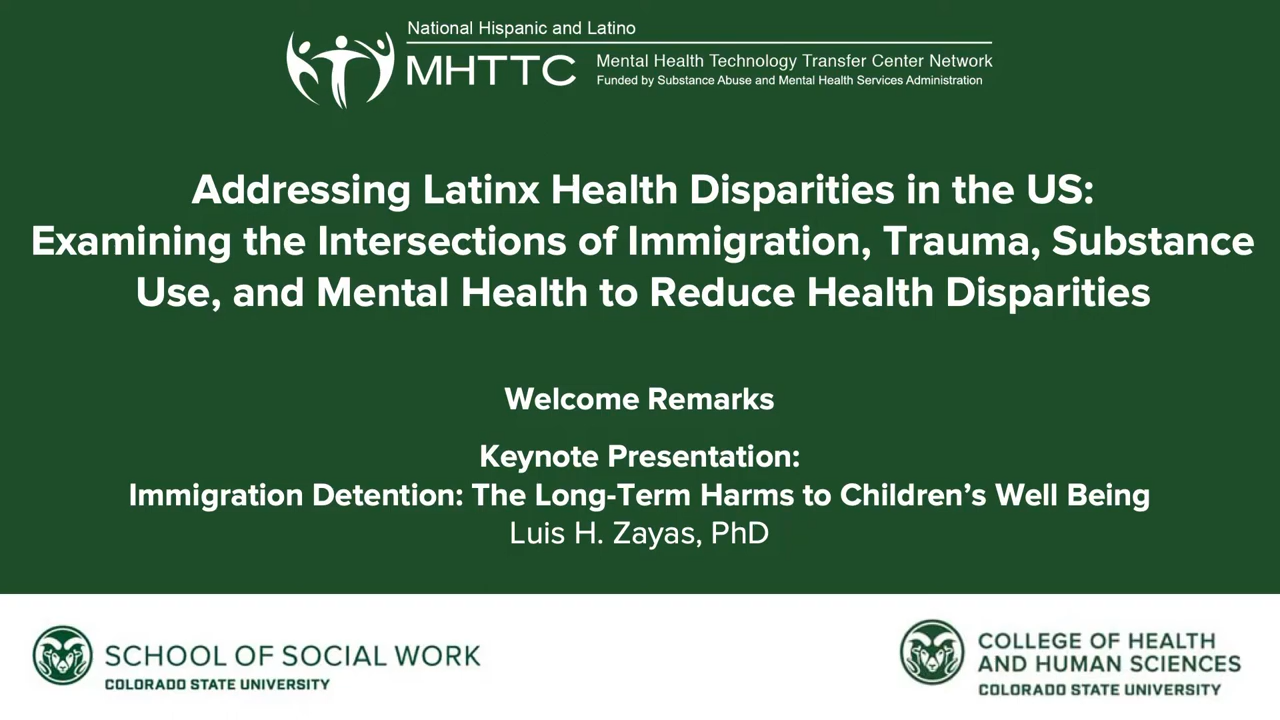 National Hispanic and Latino
MHTTC
Mental Health Technology Transfer Center Network
Funded by Substance Abuse and Mental Health Services Administration
Addressing Latinx Health Disparities in the US:
Examining the Intersections of Immigration, Trauma, Substance
Use, and Mental Health to Reduce Health Disparities
Welcome Remarks
Keynote Presentation:
Immigration Detention: The Long-Term Harms to Children’s Well Being
Luis H. Zayas, PhD
SCHOOL OF SOCIAL WORK
COLORADO STATE UNIVERSITY
COLLEGE OF HEALTH
AND HUMAN SCIENCES
COLORADO STATE UNIVERSITY